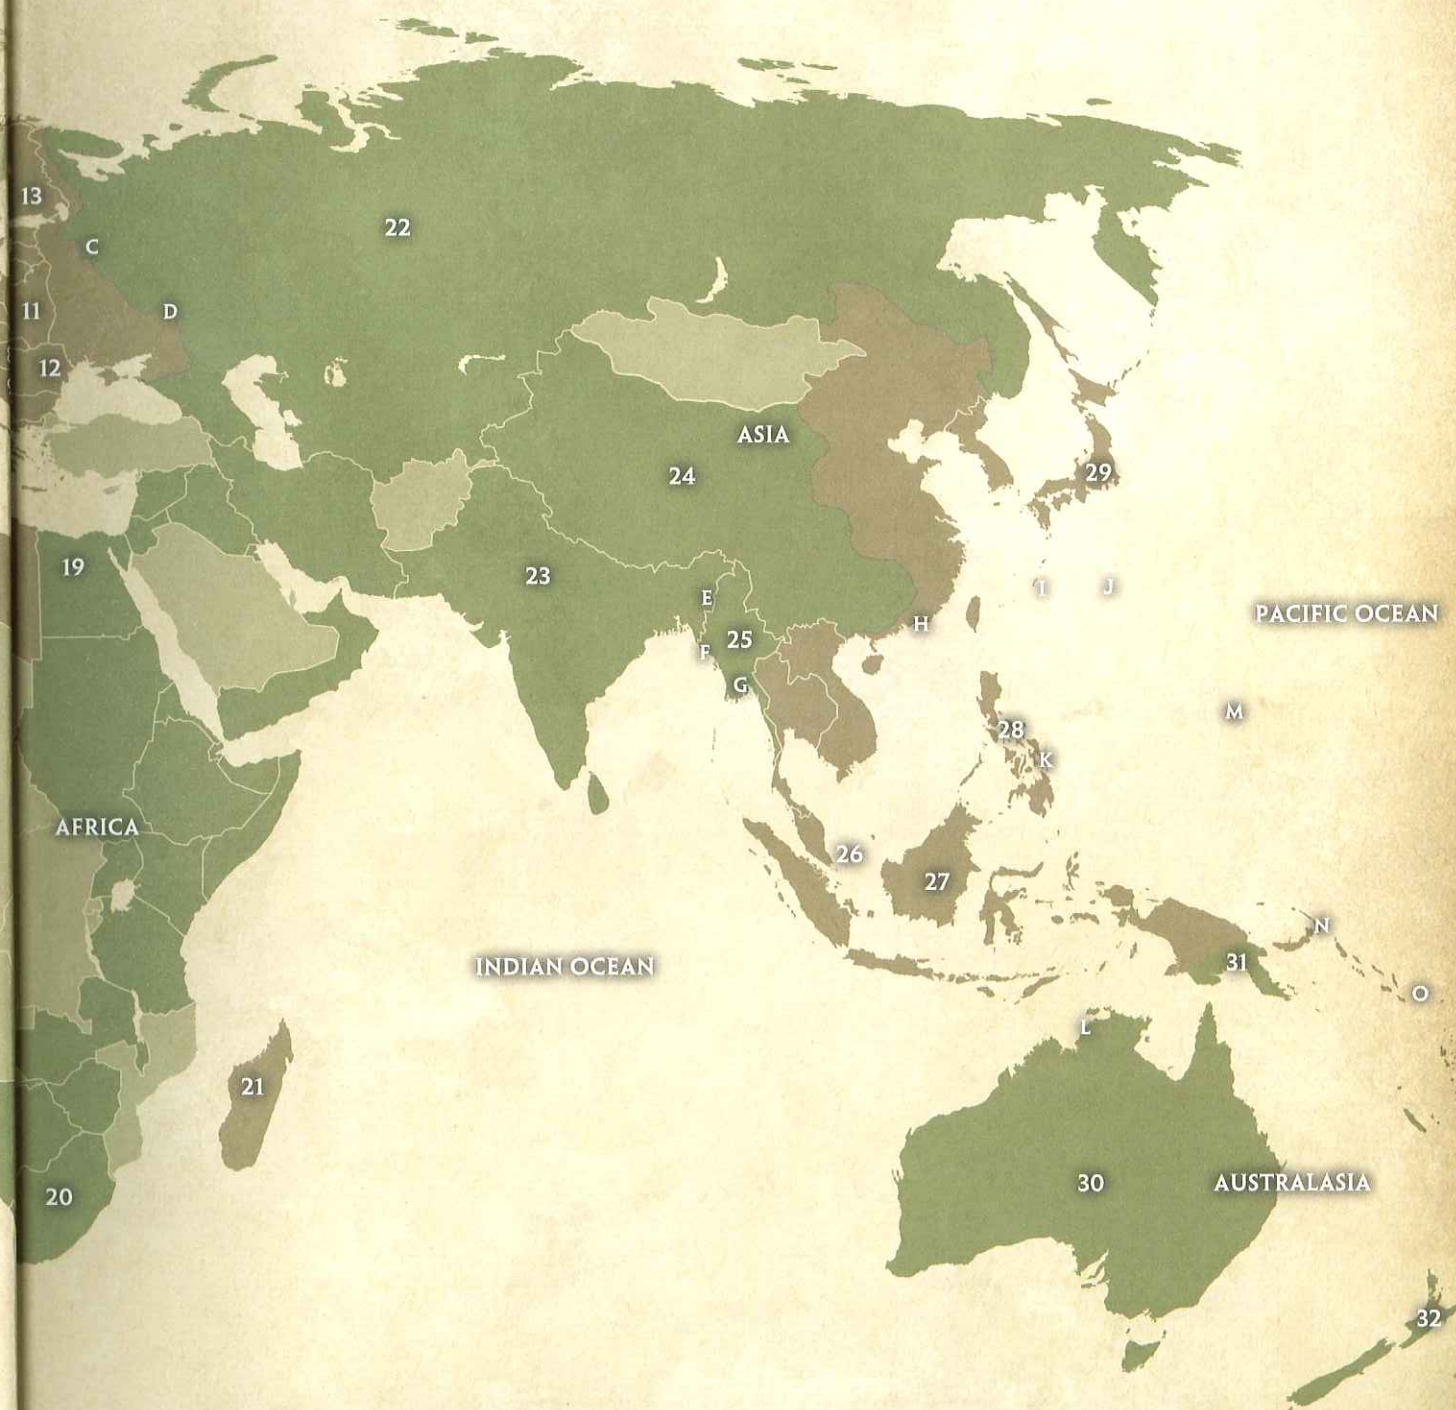 13
22
C
11
D
12
ASIA
29
24
19
23
E
I
J
PACIFIC OCEAN
H
25
F
G
M
28
K
AFRICA
26
27
N
INDIAN OCEAN
31
O
L
21
30
AUSTRALASIA
20
32